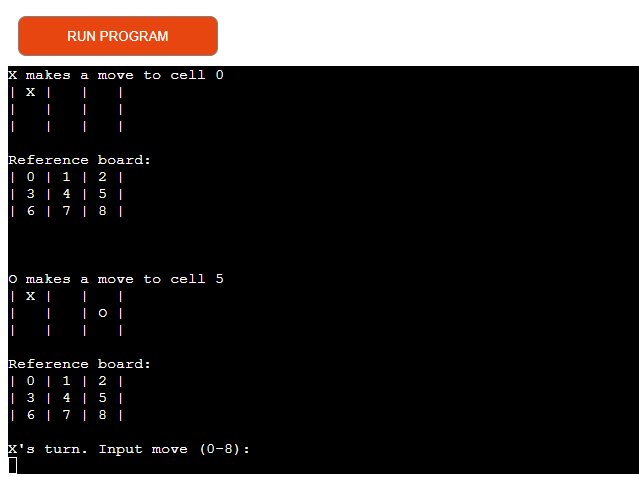 RUN PROGRAM
X makes a move to cell 0
| X |   |   |
|   |   |   |
|   |   |   |
Reference board:
| 0 | 1 | 2 |
| 3 | 4 | 5 |
| 6 | 7 | 8 |
O makes a move to cell 5
| X |   |   |
|   |   | O |
|   |   |   |
Reference board:
| 0 | 1 | 2 |
| 3 | 4 | 5 |
| 6 | 7 | 8 |
X's turn. Input move (0-8):